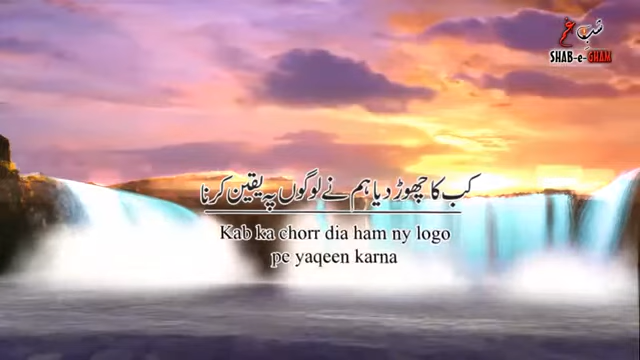 شبِ غم
SHAB-e-GHAM
کب کا چھوڑ دیا ہم نے لوگوں پہ یقین کرنا
Kab ka chorr dia ham ny logo
pe yaqeen karna